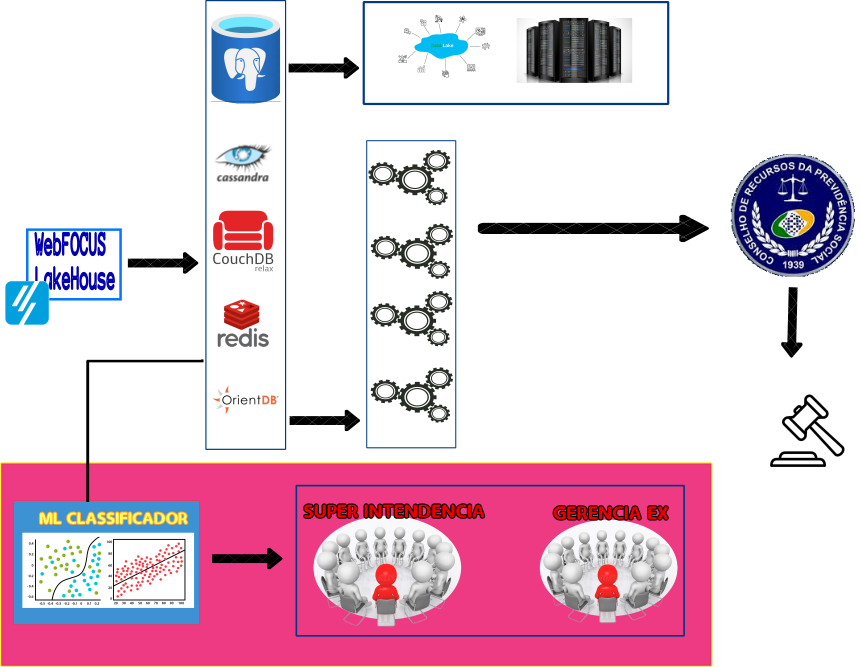 Lake
cassandra
WebFOCUS
LakeHouse
CouchDB
relax
redis
OrientDB
CONSELHO DE RECURSOS DA PREVIDÊNCIA SOCIAL
1939
ML CLASSIFICADOR
SUPER INTENDENCIA
GERENCIA EX